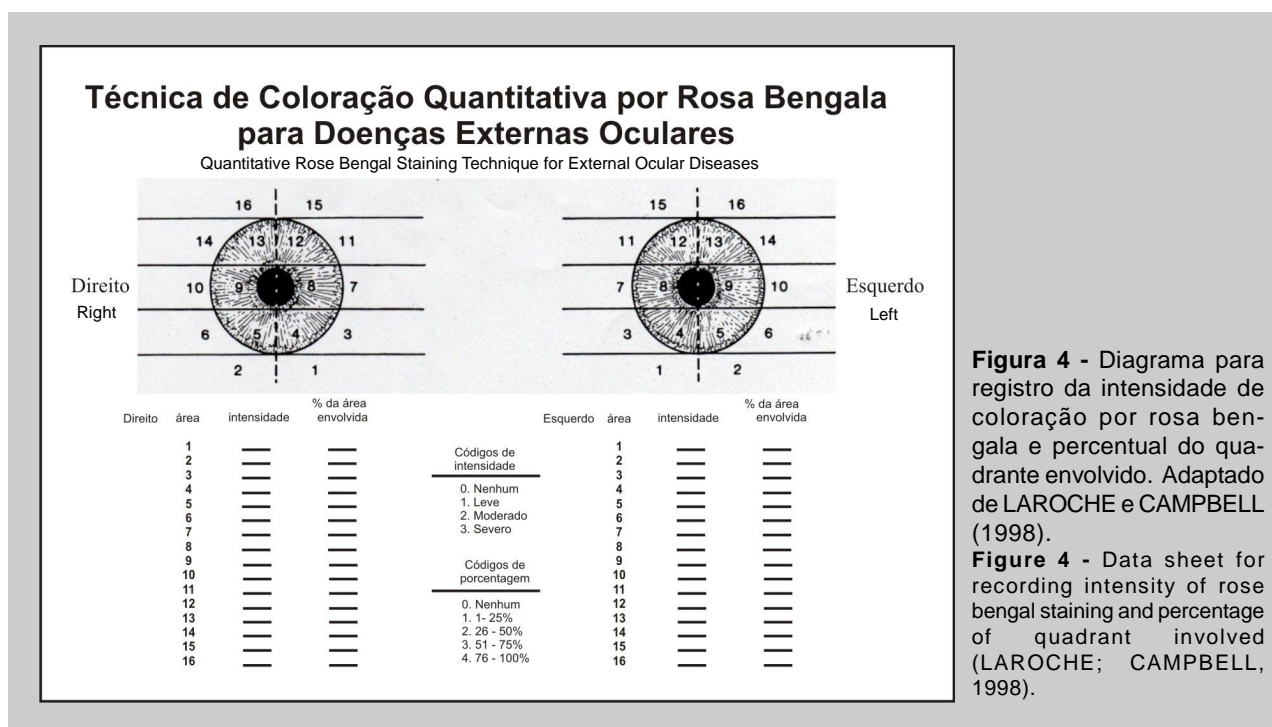 Técnica de Coloração Quantitativa por Rosa Bengala
para Doenças Externas Oculares
Quantitative Rose Bengal Staining Technique for External Ocular Diseases
16 15
14 13 12 11
Direito
Right
10 9 8 7
6 5 4 3
2 1
15 16
11 12 13 14
7 8 9 10
Esquerdo
Left
3 4 5 6
1 2
Direito área intensidade % da área envolvida
1
2
3
4
5
6
7
8
9
10
11
12
13
14
15
16
Códigos de
intensidade
0. Nenhum
1. Leve
2. Moderado
3. Severo
Códigos de
porcentagem
0. Nenhum
1. 1- 25%
2. 26 - 50%
3. 51 - 75%
4. 76 - 100%
Esquerdo área intensidade % da área envolvida
1
2
3
4
5
6
7
8
9
10
11
12
13
14
15
16
Figura 4 - Diagrama para
registro da intensidade de
coloração por rosa ben-
gala e percentual do qua-
drante envolvido. Adaptado
de LAROCHE e CAMPBELL
(1998).
Figure 4 - Data sheet for
recording intensity of rose
bengal staining and percentage
of quadrant involved
(LAROCHE; CAMPBELL,
1998).